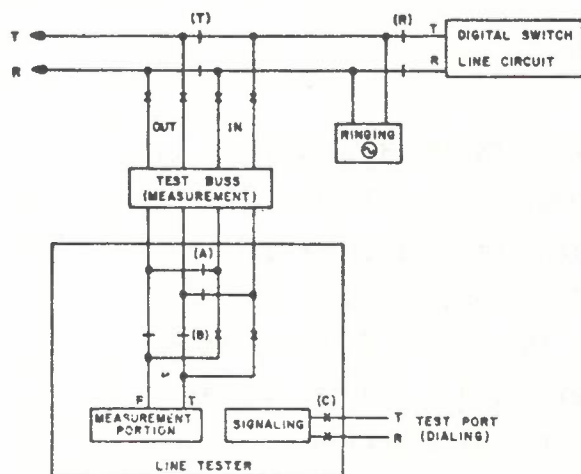 (T) (R)
T T DIGITAL SWITCH
R R LINE CIRCUIT
OUT IN RINGING
TEST BUSS
(MEASUREMENT)
(A)
(B)
F T (C)
MEASUREMENT SIGNALING T TEST PORT
PORTION R (DIALING)
LINE TESTER